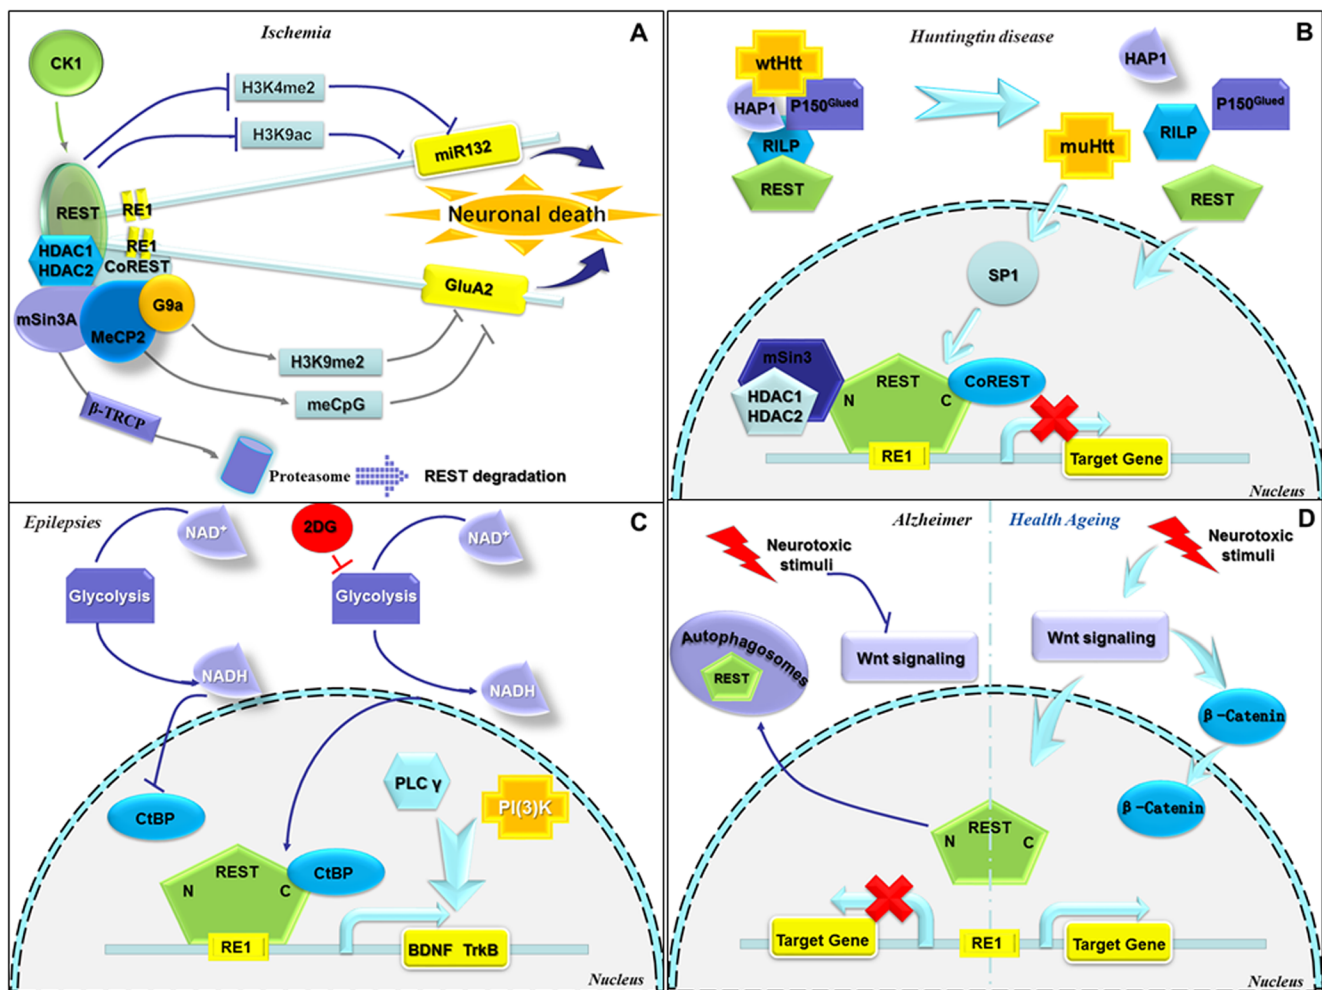 Ischemia
A
CK1
H3K4me2
H3K9ac
miR132
REST
RE1
Neuronal death
RE1
HDAC1
HDAC2
CoREST
GluA2
G9a
mSin3A
MeCP2
H3K9me2
meCpG
β-TRCP
Proteasome
REST degradation
Huntingtin disease
B
wtHtt
HAP1
P150Glued
RILP
REST
HAP1
P150Glued
RILP
muHtt
REST
SP1
mSin3
HDAC1
HDAC2
REST
N
C
CoREST
RE1
Target Gene
Nucleus
Epilepsies
C
NAD+
2DG
NAD+
Glycolysis
Glycolysis
NADH
NADH
PLC γ
PI(3)K
CtBP
REST
N
C
CtBP
RE1
BDNF TrkB
Nucleus
Alzheimer
Health Ageing
D
Neurotoxic
stimuli
Neurotoxic
stimuli
Autophagosomes
REST
Wnt signaling
Wnt signaling
β-Catenin
β-Catenin
REST
N
C
Target Gene
RE1
Target Gene
Nucleus